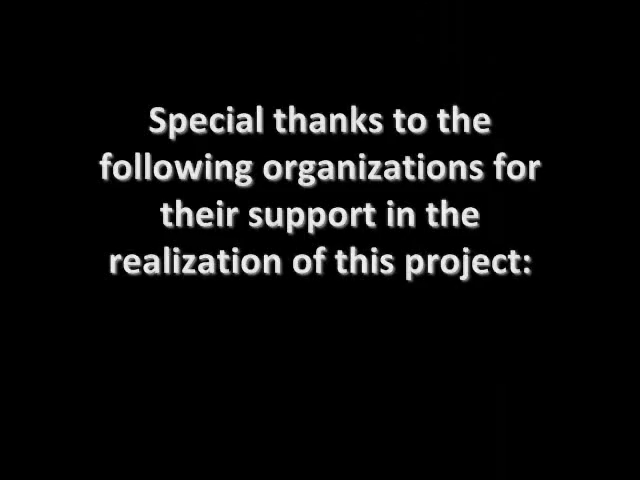 Special thanks to the
following organizations for
their support in the
realization of this project: